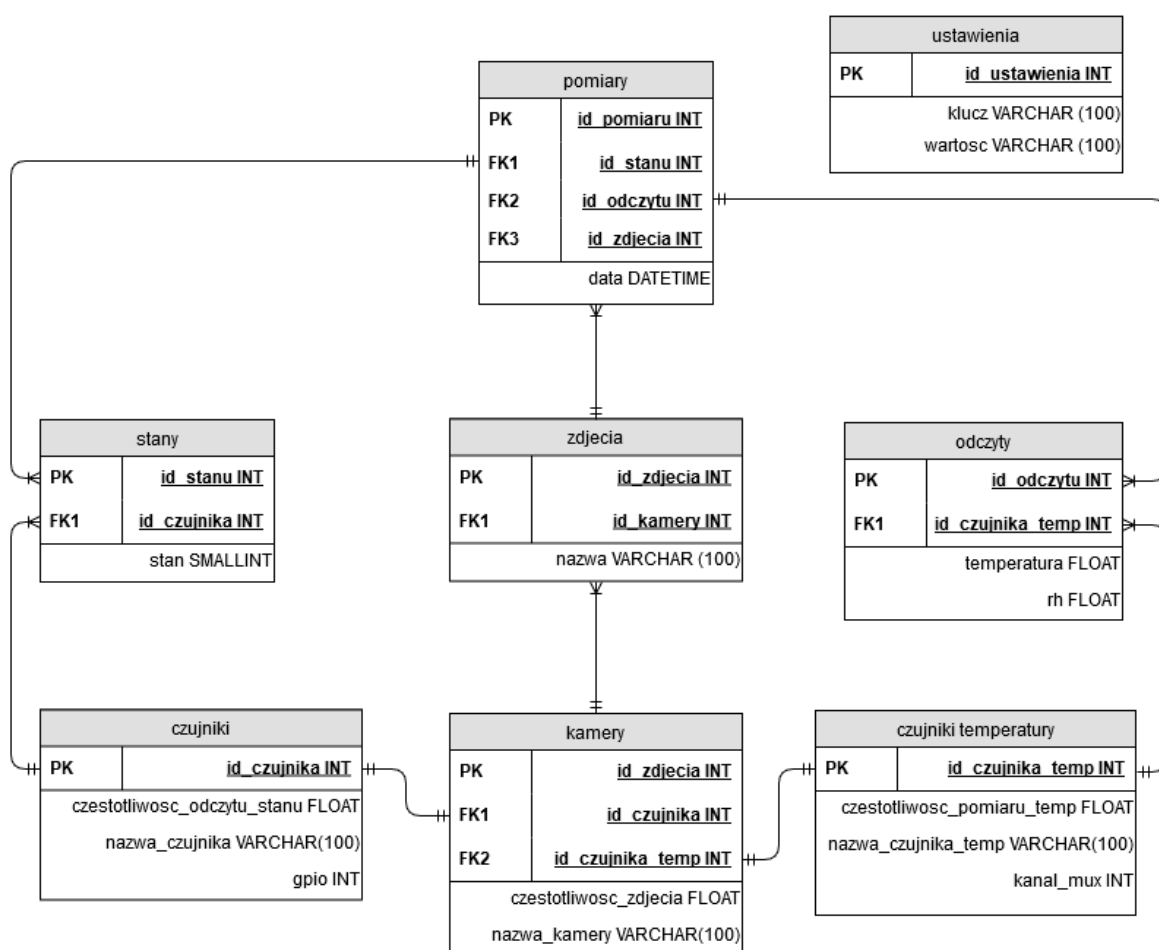 ustawienia
PK id_ustawienia INT
klucz VARCHAR (100)
wartosc VARCHAR (100)
pomiary
PK id_pomiaru INT
FK1 id_stanu INT
FK2 id_odczytu INT
FK3 id_zdjecia INT
data DATETIME
stany
PK id_stanu INT
FK1 id_czujnika INT
stan SMALLINT
zdjecia
PK id_zdjecia INT
FK1 id_kamery INT
nazwa VARCHAR (100)
odczyty
PK id_odczytu INT
FK1 id_czujnika_temp INT
temperatura FLOAT
rh FLOAT
czujniki
PK id_czujnika INT
czestotliwosc_odczytu_stanu FLOAT
nazwa_czujnika VARCHAR(100)
gpio INT
kamery
PK id_zdjecia INT
FK1 id_czujnika INT
FK2 id_czujnika_temp INT
czestotliwosc_zdjecia FLOAT
nazwa_kamery VARCHAR(100)
czujniki temperatury
PK id_czujnika_temp INT
czestotliwosc_pomiaru_temp FLOAT
nazwa_czujnika_temp VARCHAR(100)
kanal_mux INT